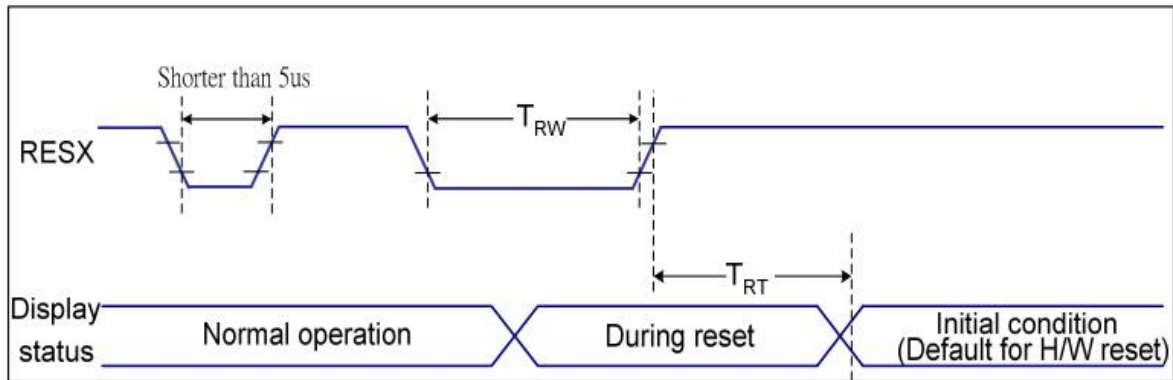 Shorter than 5us
RESX
TRW
TRT
Display
status
Normal operation
During reset
Initial condition
(Default for H/W reset)